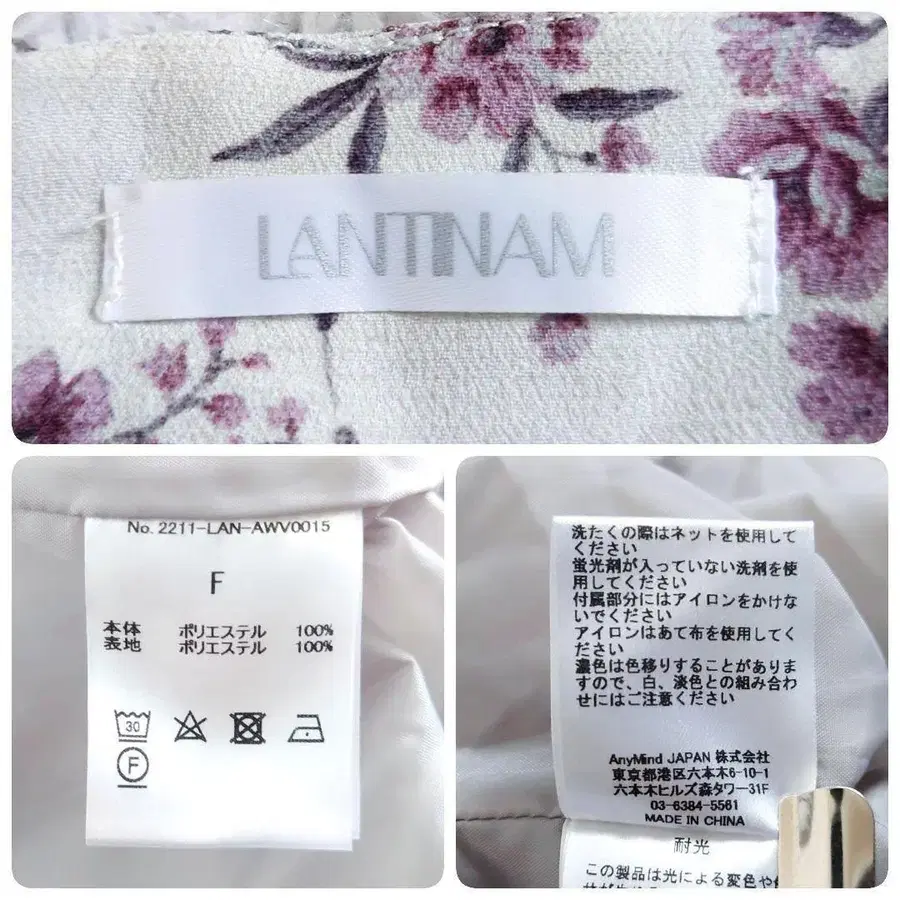 LANTINAM
No. 2211-LAN-AWV0015
F
本体 ポリエステル 100%
表地 ポリエステル 100%
30
F
洗たくの際はネットを使用して
ください
蛍光剤が入っていない洗剤を使
用してください
付属部分にはアイロンをかけな
いでください
アイロンはあて布を使用してく
ださい
濃色は色移りすることがありま
すので、白、淡色との組み合わ
せにはご注意ください
AnyMind JAPAN 株式会社
東京都港区六本木6-10-1
六本木ヒルズ森タワー31F
03-6384-5561
MADE IN CHINA
耐光
この製品は光による変色や